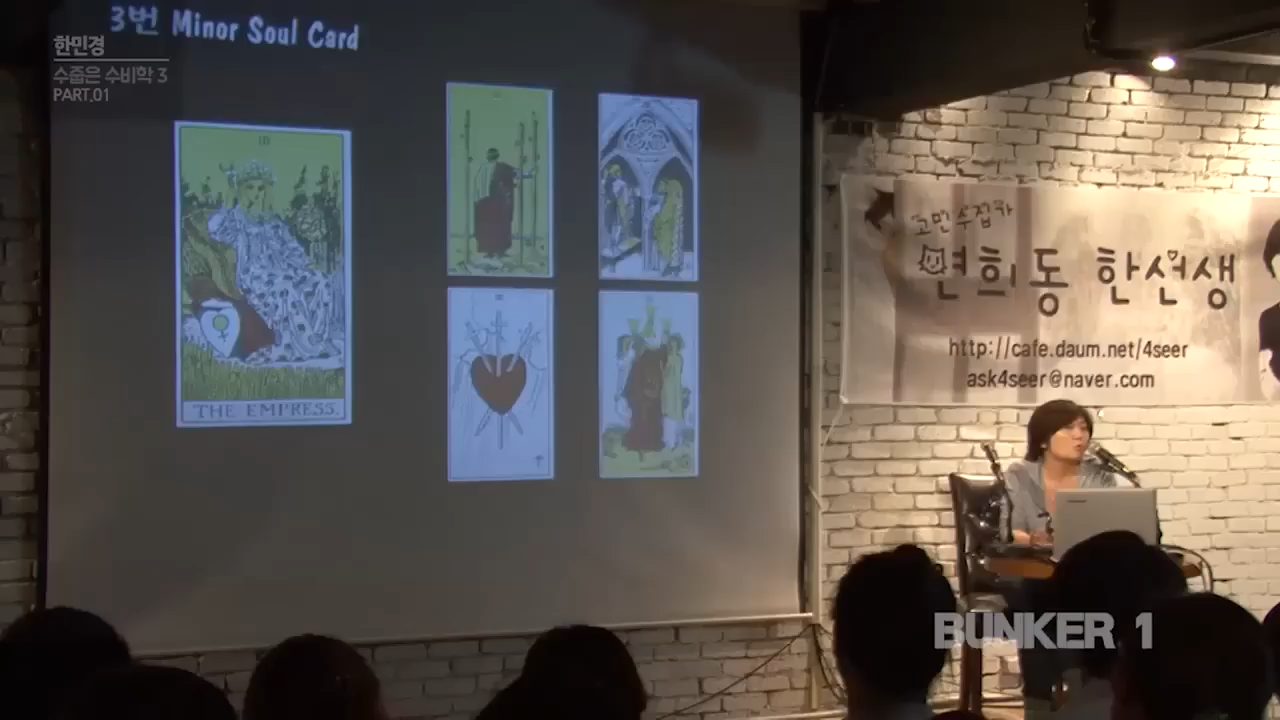 3번 Minor Soul Card
한민경
수줍은 수비학 3
PART.01
III
THE EMPRESS.
고민수집가
연희동 한선생
http://cafe.daum.net/4seer
ask4seer@naver.com
BUNKER 1